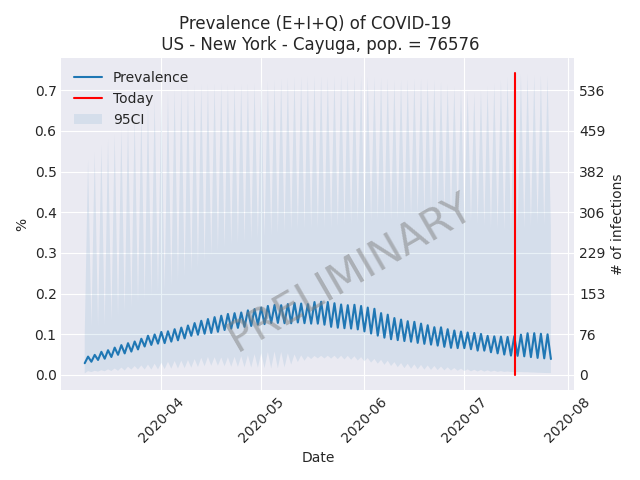 Prevalence (E+I+Q) of COVID-19
US - New York - Cayuga, pop. = 76576
Prevalence
Today
95CI
0.7
0.6
0.5
0.4
0.3
0.2
0.1
0.0
%
536
459
382
306
229
153
76
0
# of infections
PRELIMINARY
2020-04
2020-05
2020-06
2020-07
2020-08
Date